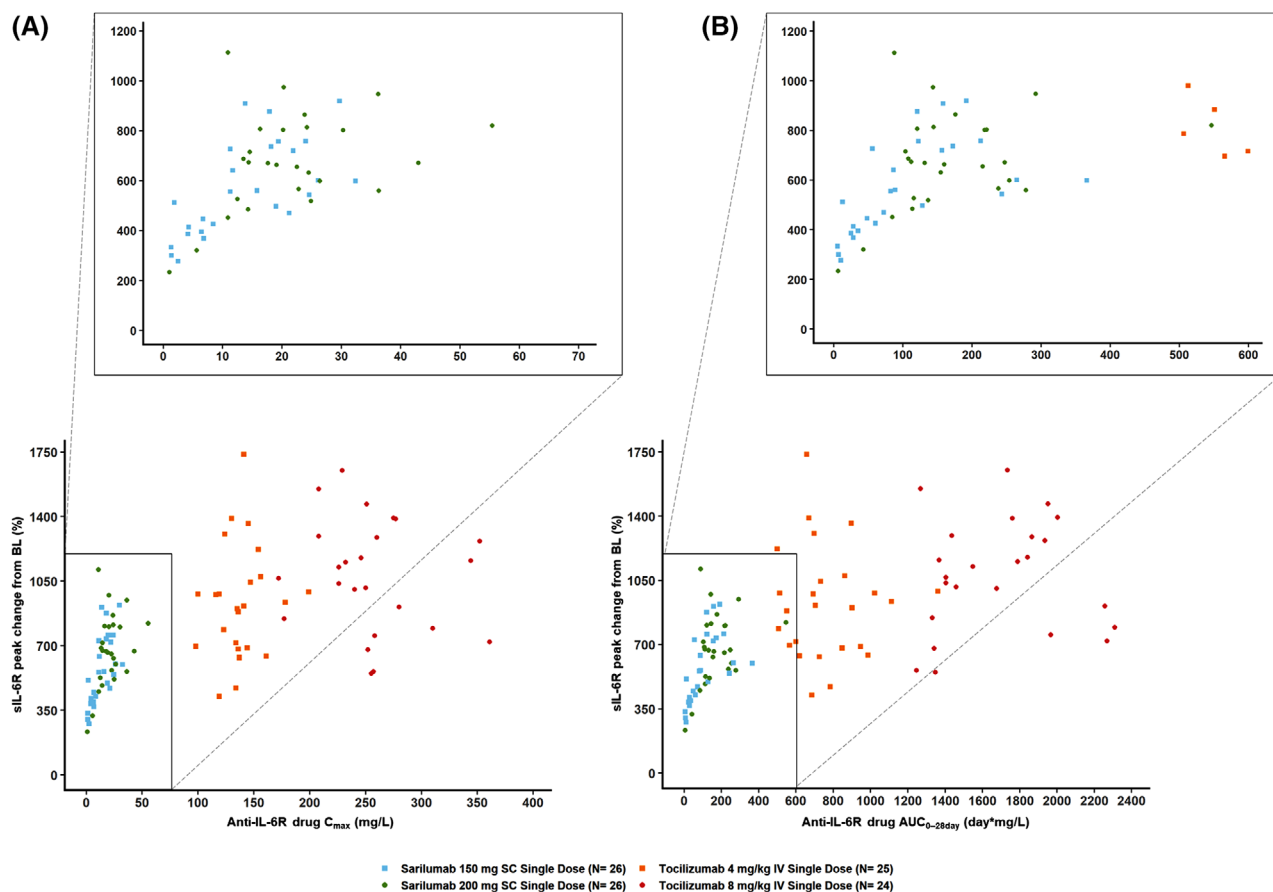 (A)
1200
1000
800
600
400
200
0
0 10 20 30 40 50 60 70
(B)
1200
1000
800
600
400
200
0
0 100 200 300 400 500 600
sIL-6R peak change from BL (%)
1750
1400
1050
700
350
0
0 50 100 150 200 250 300 350 400
Anti-IL-6R drug Cmax (mg/L)
sIL-6R peak change from BL (%)
1750
1400
1050
700
350
0
0 200 400 600 800 1000 1200 1400 1600 1800 2000 2200 2400
Anti-IL-6R drug AUC0–28day (day*mg/L)
Sarilumab 150 mg SC Single Dose (N= 26) Tocilizumab 4 mg/kg IV Single Dose (N= 25)
Sarilumab 200 mg SC Single Dose (N= 26) Tocilizumab 8 mg/kg IV Single Dose (N= 24)